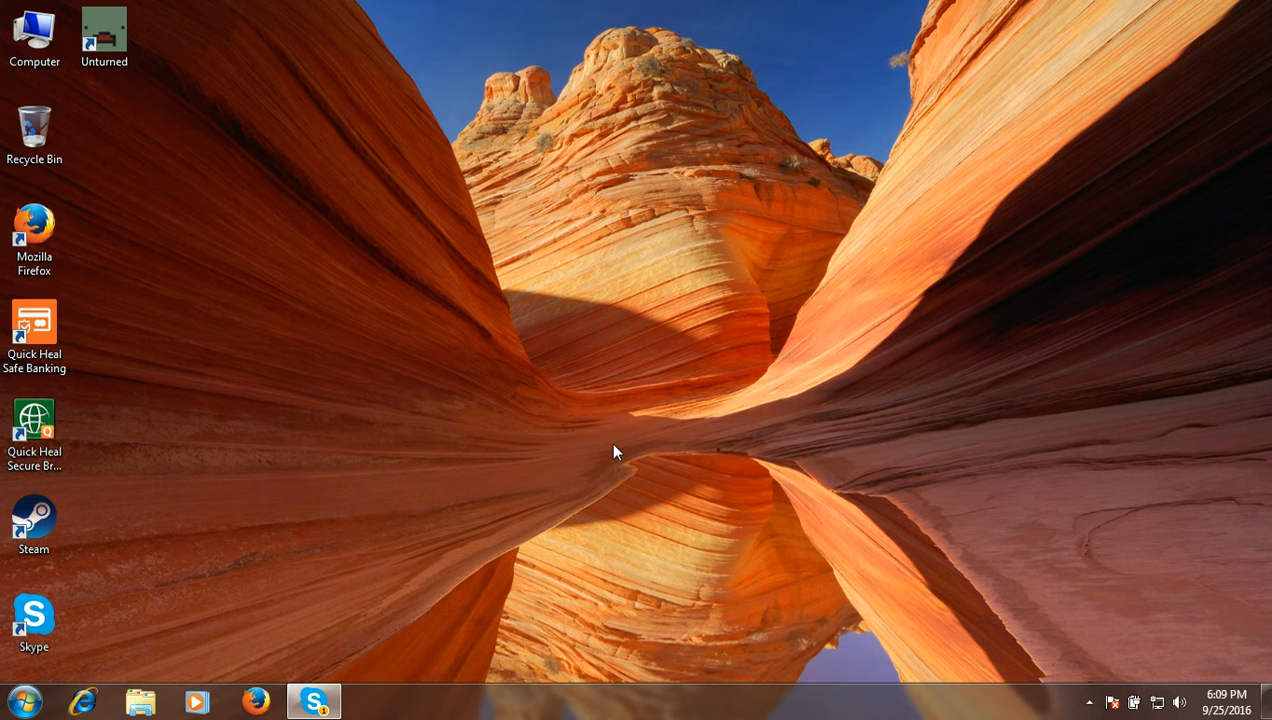 Computer
Unturned
Recycle Bin
Mozilla
Firefox
Quick Heal
Safe Banking
Quick Heal
Secure Br...
Steam
S
Skype
S
1
6:09 PM
9/25/2016